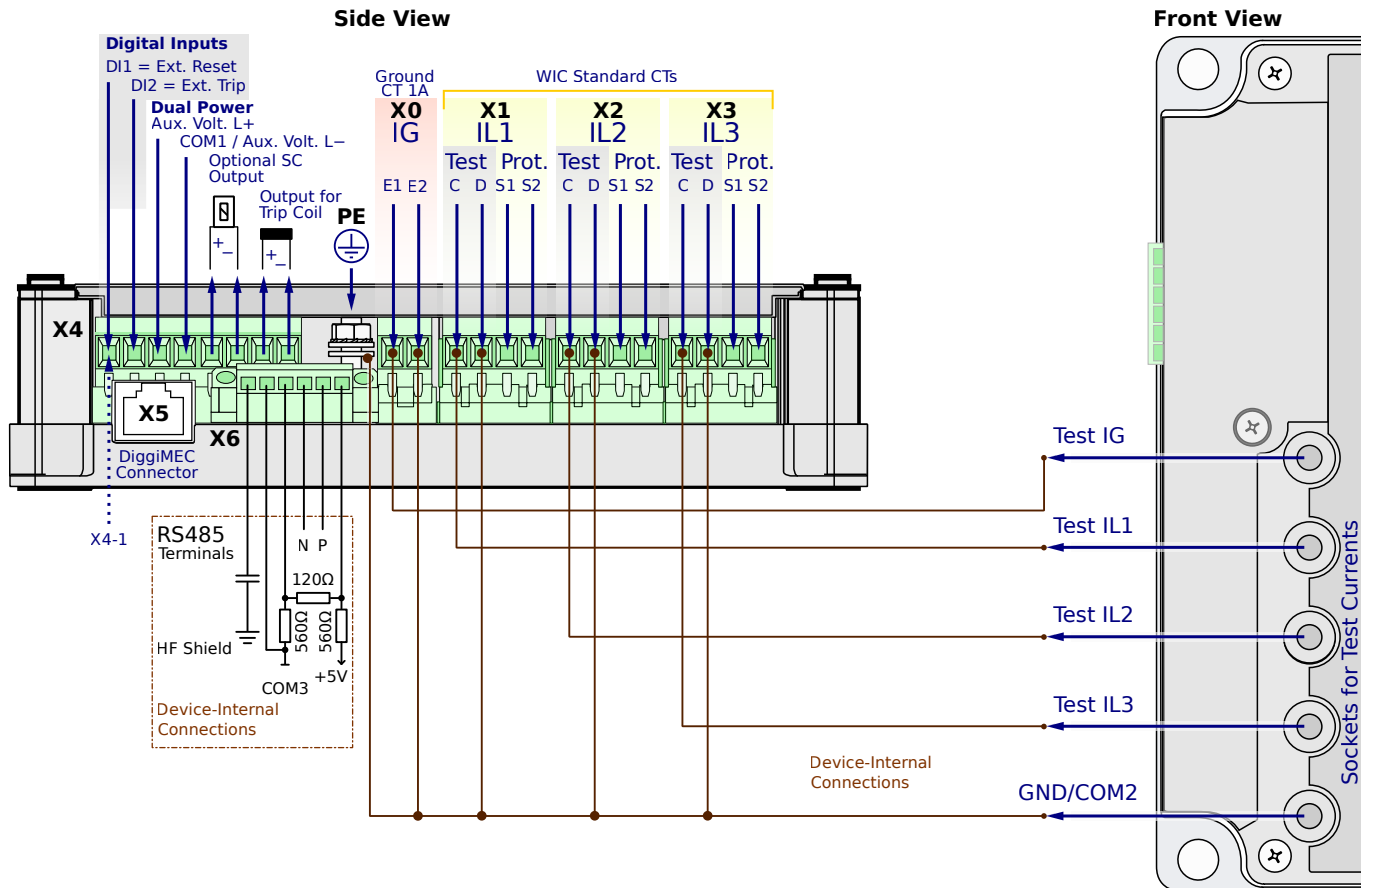 Side View
Front View
Digital Inputs
DI1 = Ext. Reset
DI2 = Ext. Trip
Dual Power
Aux. Volt. L+
COM1 / Aux. Volt. L−
Optional SC
Output
+
−
Output for
Trip Coil
+
−
PE
Ground
CT 1A
X0
IG
E1 E2
WIC Standard CTs
X1
IL1
Test Prot.
C D S1 S2
X2
IL2
Test Prot.
C D S1 S2
X3
IL3
Test Prot.
C D S1 S2
X4
X5
X6
DiggiMEC
Connector
X4-1
RS485
Terminals
N P
120Ω
560Ω
560Ω
HF Shield
COM3
+5V
Device-Internal
Connections
Test IG
Test IL1
Test IL2
Test IL3
GND/COM2
Device-Internal
Connections
Sockets for Test Currents